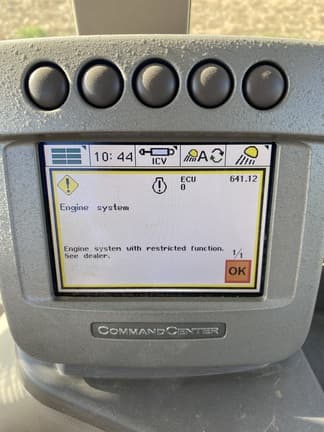 10:44
ICV
A
ECU 641.12
0
Engine system
Engine system with restricted function.
See dealer.
1/1
OK
COMMANDCENTER